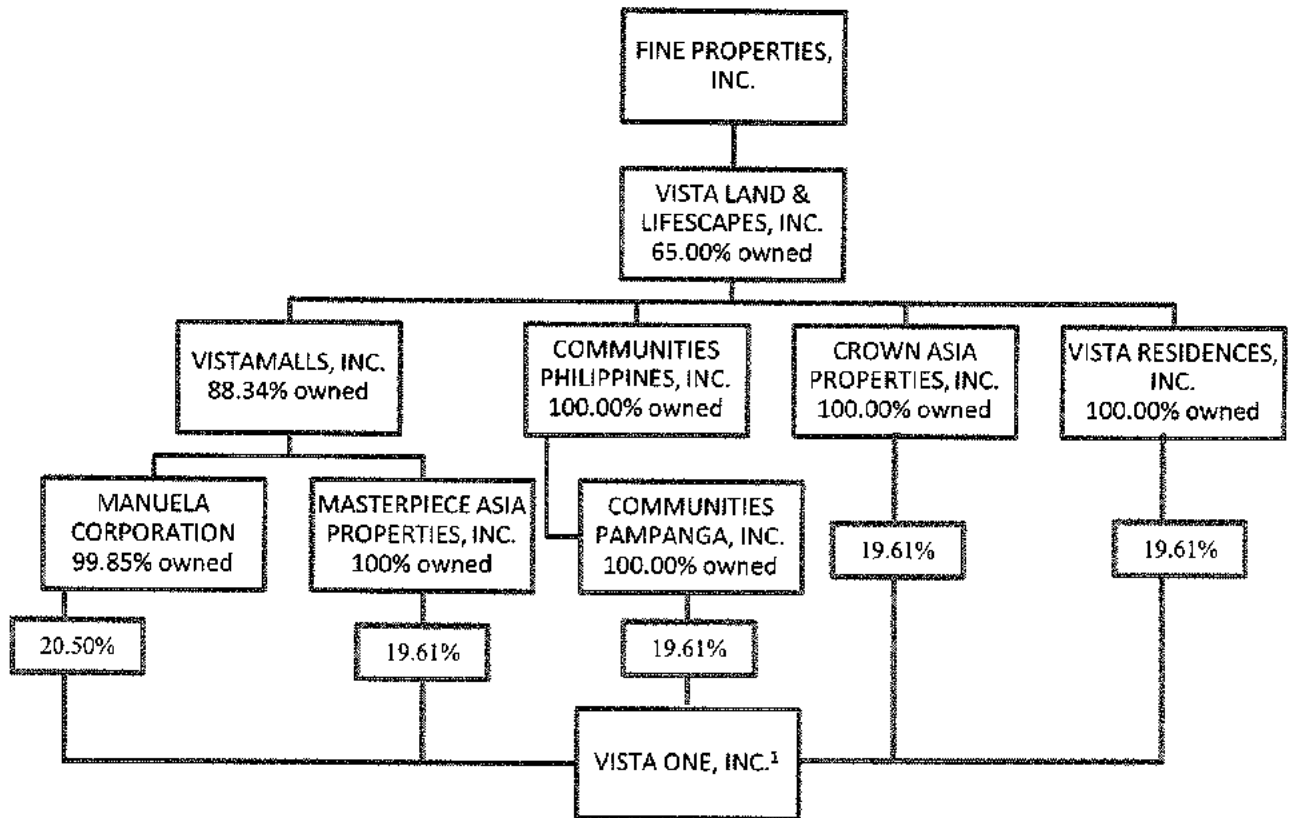 FINE PROPERTIES,
INC.
VISTA LAND &
LIFESCAPES, INC.
65.00% owned
VISTAMALLS, INC.
88.34% owned
COMMUNITIES
PHILIPPINES, INC.
100.00% owned
CROWN ASIA
PROPERTIES, INC.
100.00% owned
VISTA RESIDENCES,
INC.
100.00% owned
MANUELA
CORPORATION
99.85% owned
MASTERPIECE ASIA
PROPERTIES, INC.
100% owned
COMMUNITIES
PAMPANGA, INC.
100.00% owned
19.61%
19.61%
20.50%
19.61%
19.61%
VISTA ONE, INC.¹